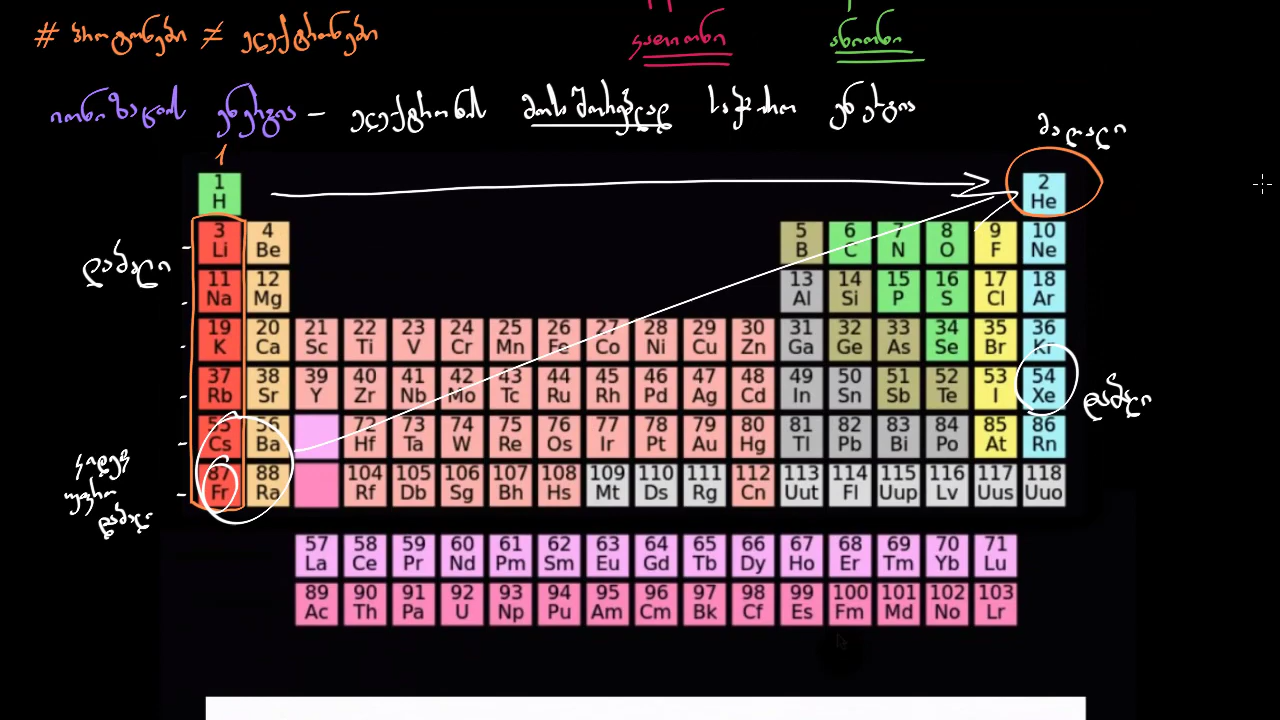 # პროტონები ≠ ელექტრონები
კათიონი ანიონი
იონიზაციის ენერგია – ელექტრონის მოსაშორებლად საჭირო ენერგია
მაღალი
1
1 2
H He
დაბალი
3 4 5 6 7 8 9 10
Li Be B C N O F Ne
11 12 13 14 15 16 17 18
Na Mg Al Si P S Cl Ar
19 20 21 22 23 24 25 26 27 28 29 30 31 32 33 34 35 36
K Ca Sc Ti V Cr Mn Fe Co Ni Cu Zn Ga Ge As Se Br Kr
37 38 39 40 41 42 43 44 45 46 47 48 49 50 51 52 53 54
Rb Sr Y Zr Nb Mo Tc Ru Rh Pd Ag Cd In Sn Sb Te I Xe
დაბალი
55 56 72 73 74 75 76 77 78 79 80 81 82 83 84 85 86
Cs Ba Hf Ta W Re Os Ir Pt Au Hg Tl Pb Bi Po At Rn
კიდევ
უფრო
დაბალი
87 88 104 105 106 107 108 109 110 111 112 113 114 115 116 117 118
Fr Ra Rf Db Sg Bh Hs Mt Ds Rg Cn Uut Fl Uup Lv Uus Uuo
57 58 59 60 61 62 63 64 65 66 67 68 69 70 71
La Ce Pr Nd Pm Sm Eu Gd Tb Dy Ho Er Tm Yb Lu
89 90 91 92 93 94 95 96 97 98 99 100 101 102 103
Ac Th Pa U Np Pu Am Cm Bk Cf Es Fm Md No Lr